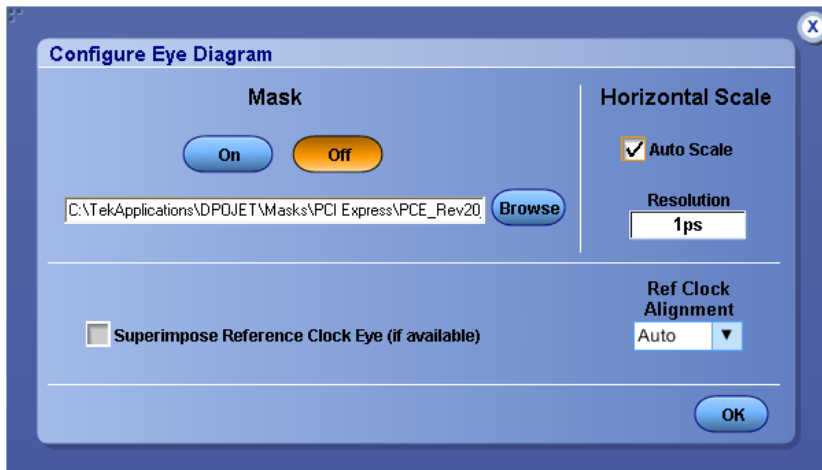 X
Configure Eye Diagram
Mask
On
Off
C:\TekApplications\DPOJET\Masks\PCI Express\PCE_Rev20_
Browse
Horizontal Scale
Auto Scale
Resolution
1ps
Superimpose Reference Clock Eye (if available)
Ref Clock
Alignment
Auto
OK